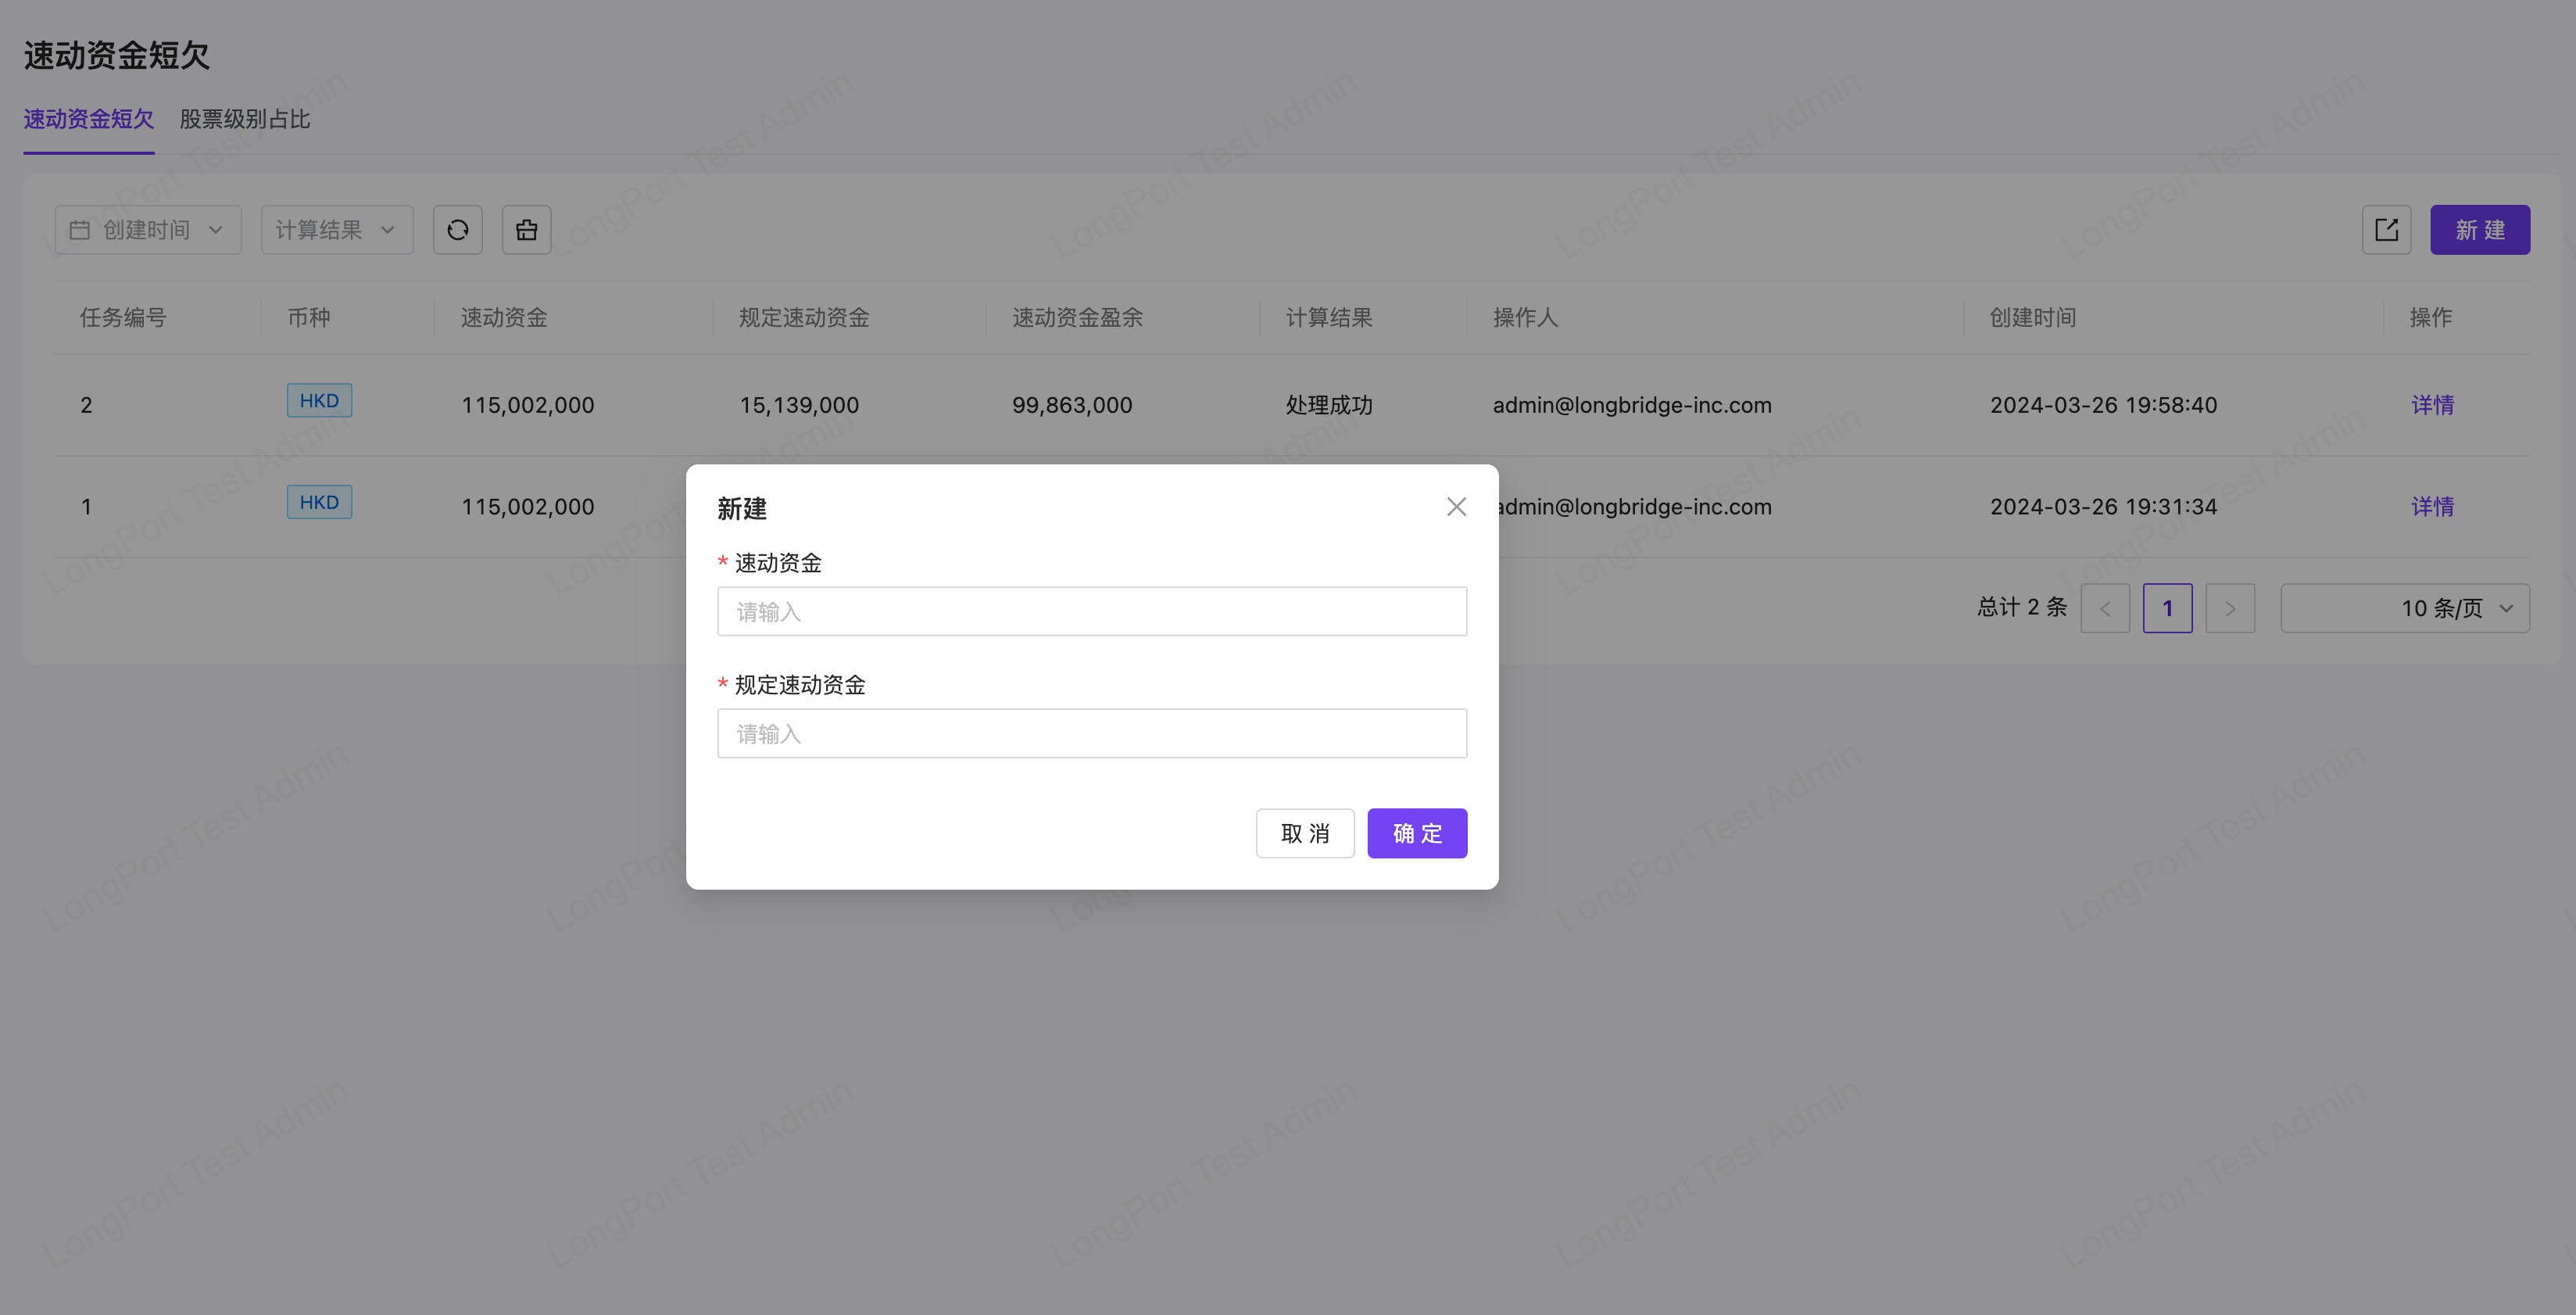 速动资金短欠
速动资金短欠 股票级别占比
创建时间 计算结果 新 建
任务编号 币种 速动资金 规定速动资金 速动资金盈余 计算结果 操作人 创建时间 操作
2 HKD 115,002,000 15,139,000 99,863,000 处理成功 admin@longbridge-inc.com 2024-03-26 19:58:40 详情
1 HKD 115,002,000 admin@longbridge-inc.com 2024-03-26 19:31:34 详情
总计 2 条 < 1 > 10 条/页
新建
* 速动资金
请输入
* 规定速动资金
请输入
取 消 确 定
LongPort Test Admin